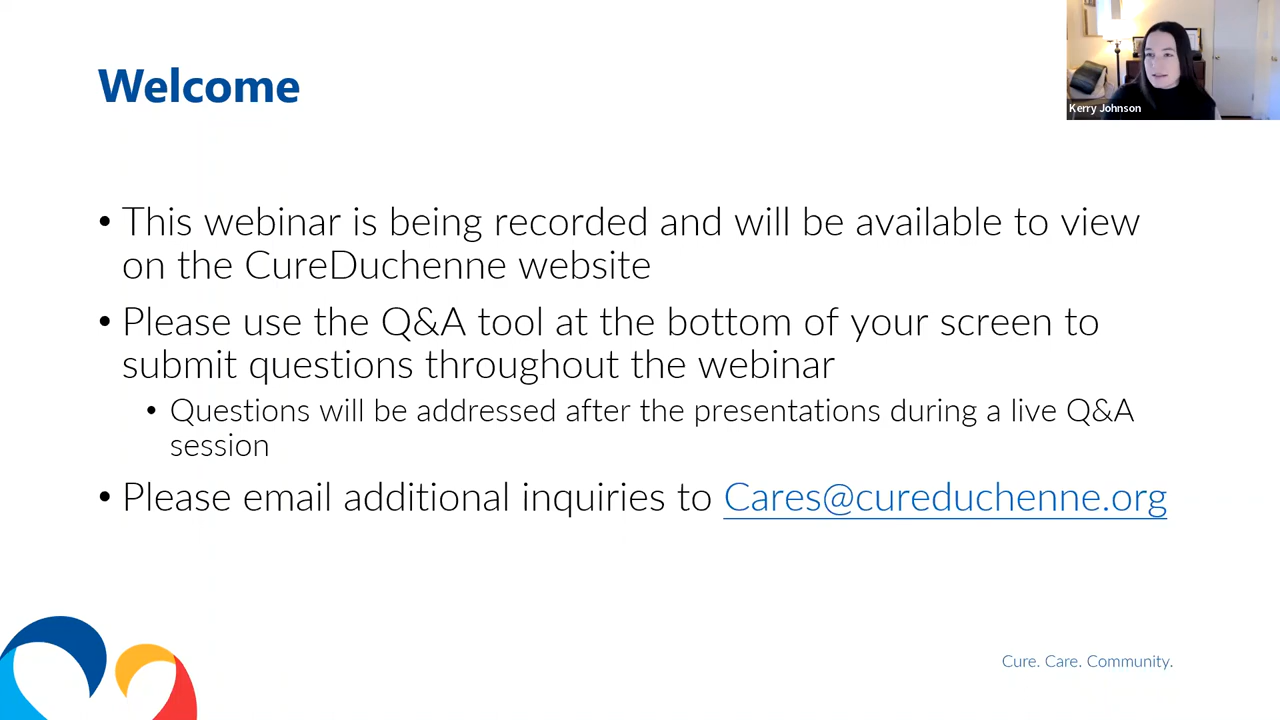 Welcome
Kerry Johnson
• This webinar is being recorded and will be available to view
on the CureDuchenne website
• Please use the Q&A tool at the bottom of your screen to
submit questions throughout the webinar
• Questions will be addressed after the presentations during a live Q&A
session
• Please email additional inquiries to Cares@cureduchenne.org
Cure. Care. Community.